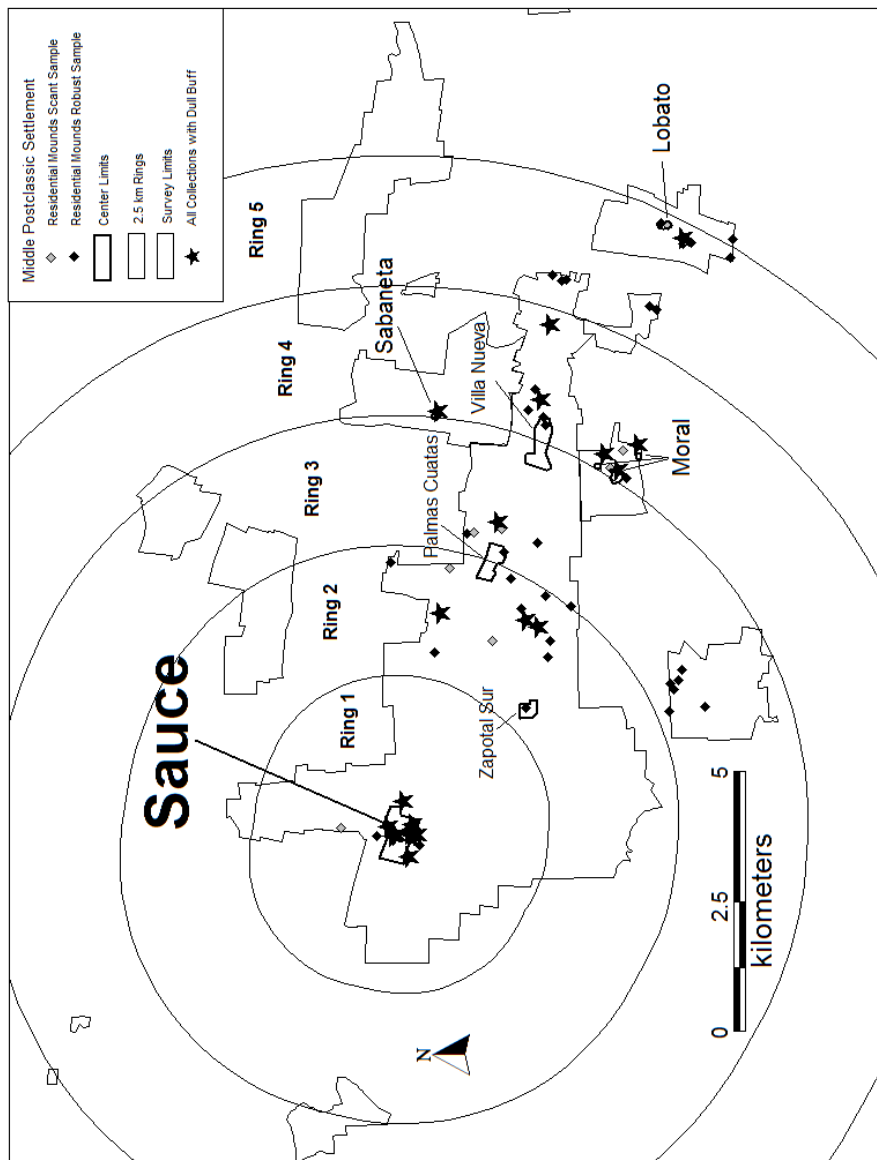 Middle Postclassic Settlement
Residential Mounds Scant Sample
Residential Mounds Robust Sample
Center Limits
2.5 km Rings
Survey Limits
All Collections with Dull Buff
Ring 5
Ring 4
Ring 3
Ring 2
Ring 1
Sauce
Sabaneta
Lobato
Villa Nueva
Palmas Cuatas
Moral
Zapotal Sur
N
0 2.5 5
kilometers